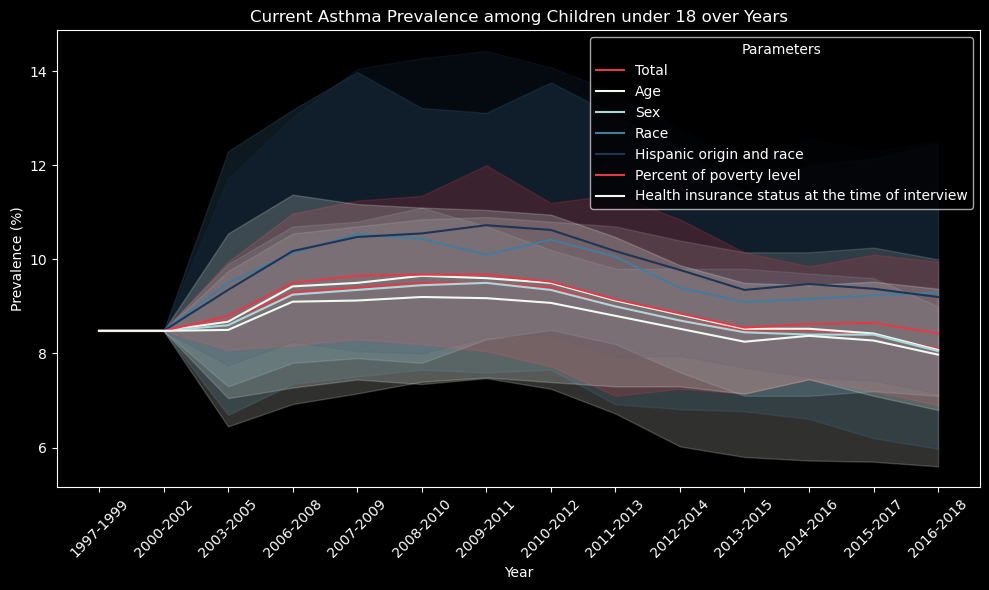 Current Asthma Prevalence among Children under 18 over Years
Parameters
Total
Age
Sex
Race
Hispanic origin and race
Percent of poverty level
Health insurance status at the time of interview
Prevalence (%)
14
12
10
8
6
1997-1999
2000-2002
2003-2005
2006-2008
2007-2009
2008-2010
2009-2011
2010-2012
2011-2013
2012-2014
2013-2015
2014-2016
2015-2017
2016-2018
Year